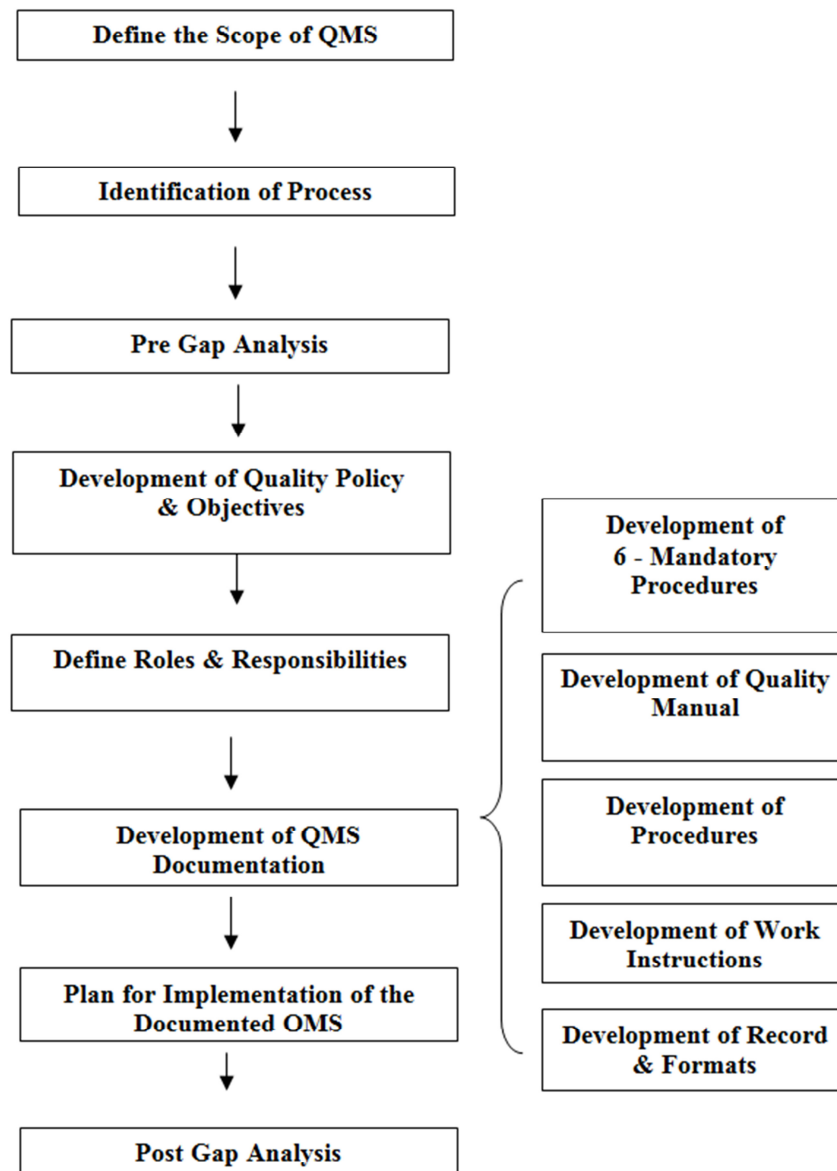 Define the Scope of QMS
Identification of Process
Pre Gap Analysis
Development of Quality Policy
& Objectives
Define Roles & Responsibilities
Development of QMS
Documentation
Development of
6 - Mandatory
Procedures
Development of Quality
Manual
Development of
Procedures
Development of Work
Instructions
Development of Record
& Formats
Plan for Implementation of the
Documented OMS
Post Gap Analysis